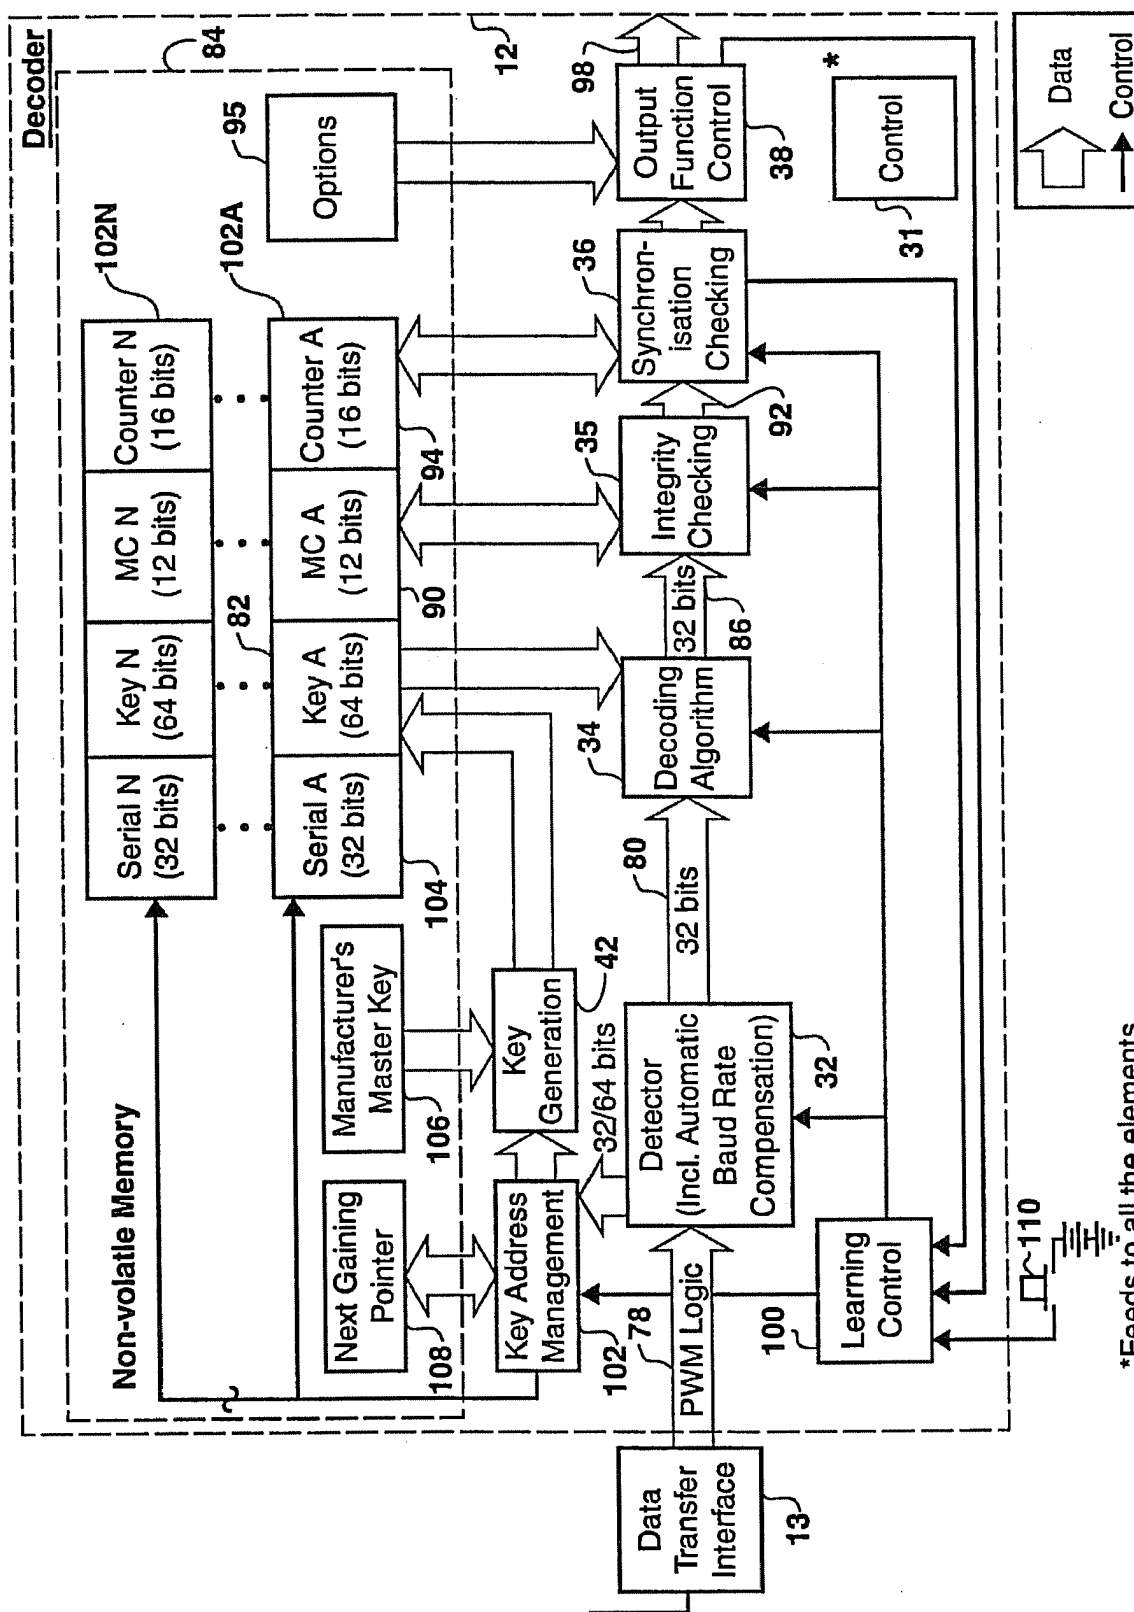 Decoder
12
84
Non-volatle Memory
Serial N
(32 bits)
Key N
(64 bits)
MC N
(12 bits)
Counter N
(16 bits)
102N
82
Serial A
(32 bits)
Key A
(64 bits)
MC A
(12 bits)
Counter A
(16 bits)
102A
104
90
94
Options
95
Next Gaining
Pointer
108
Manufacturer's
Master Key
106
Key Address
Management
102
Key
Generation
42
32/64 bits
Data
Transfer
Interface
13
78
PWM Logic
Detector
(Incl. Automatic
Baud Rate
Compensation)
32
80
32 bits
34
Decoding
Algorithm
32 bits
86
35
Integrity
Checking
92
36
Synchron-
isation
Checking
Output
Function
Control
38
98
100
Learning
Control
110
*
Control
31
Data
Control
*Feeds to all the elements